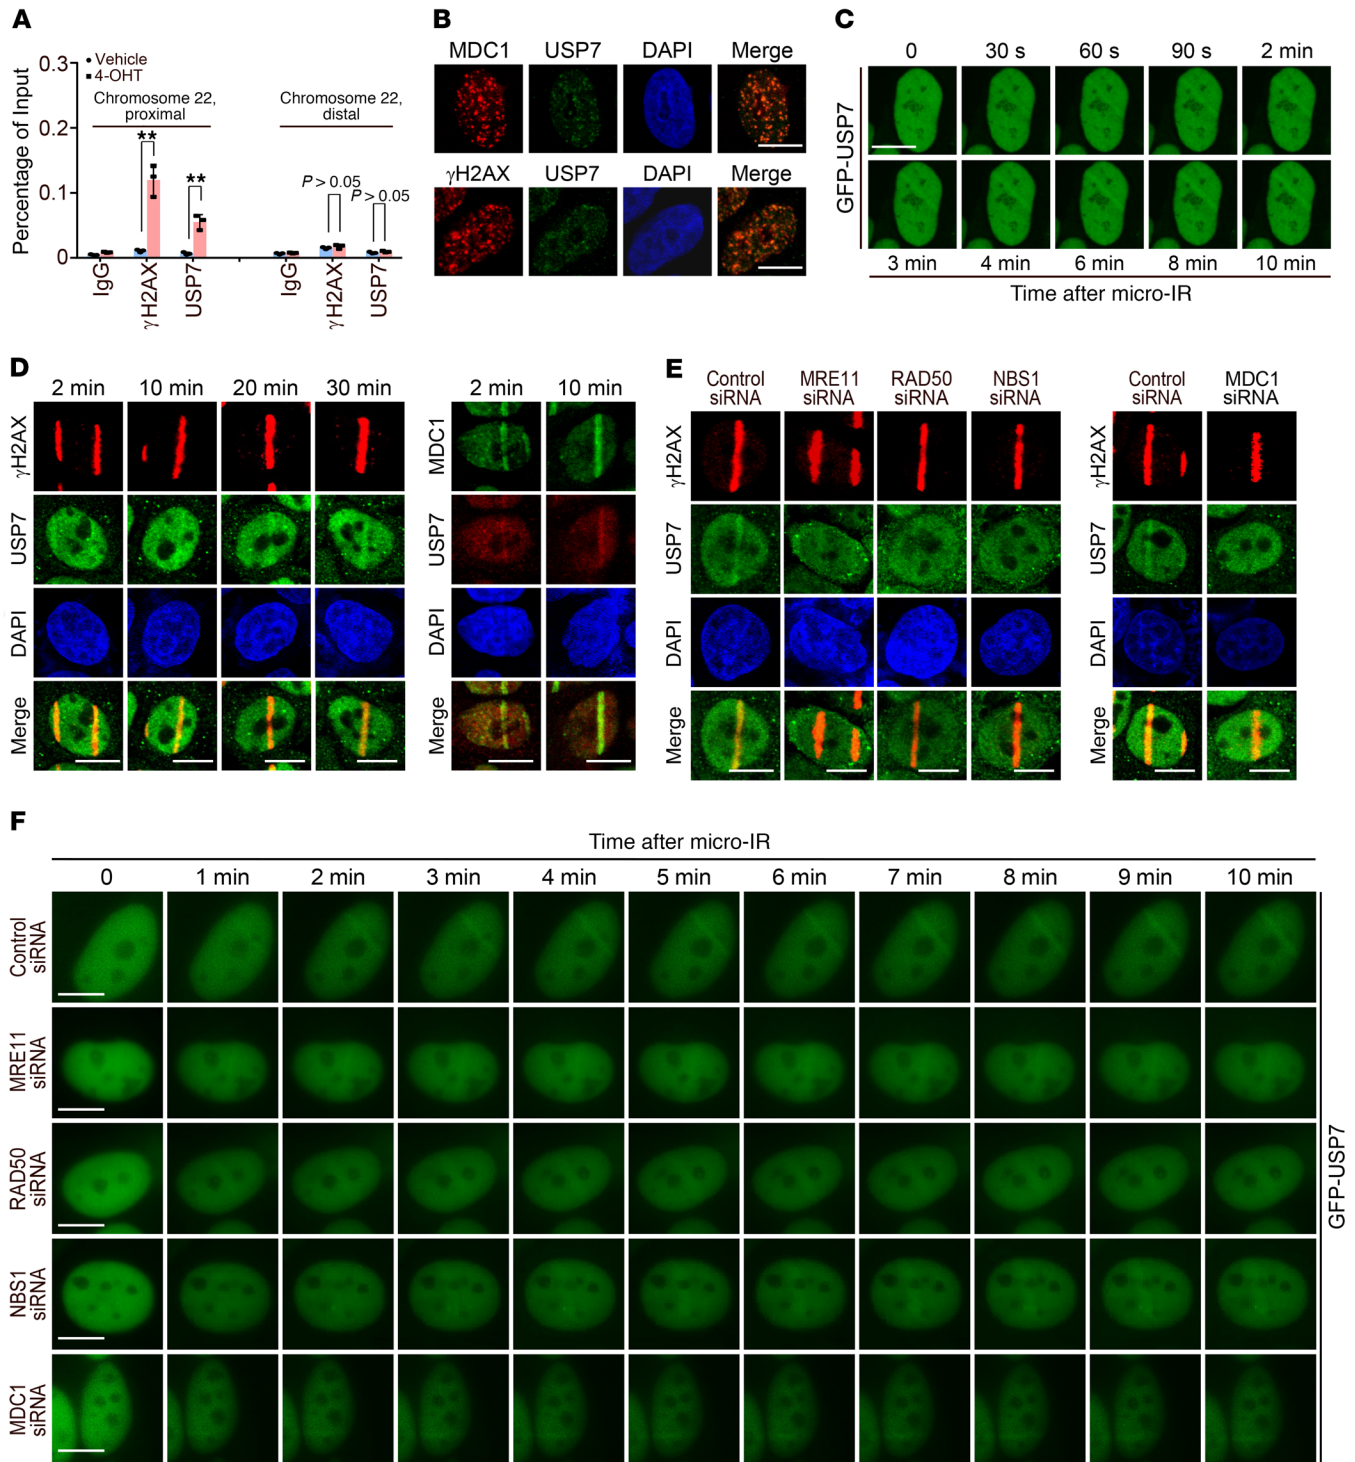 A
Percentage of Input
0.3
0.2
0.1
0
Vehicle
4-OHT
Chromosome 22,
proximal
Chromosome 22,
distal
**
**
P > 0.05
P > 0.05
IgG
γH2AX
USP7
IgG
γH2AX
USP7
B
MDC1 USP7 DAPI Merge
γH2AX USP7 DAPI Merge
C
0 30 s 60 s 90 s 2 min
GFP-USP7
3 min 4 min 6 min 8 min 10 min
Time after micro-IR
D
2 min 10 min 20 min 30 min
γH2AX
USP7
DAPI
Merge
2 min 10 min
MDC1
USP7
DAPI
Merge
E
Control
siRNA
MRE11
siRNA
RAD50
siRNA
NBS1
siRNA
γH2AX
USP7
DAPI
Merge
Control
siRNA
MDC1
siRNA
γH2AX
USP7
DAPI
Merge
F
Time after micro-IR
0 1 min 2 min 3 min 4 min 5 min 6 min 7 min 8 min 9 min 10 min
Control
siRNA
MRE11
siRNA
RAD50
siRNA
NBS1
siRNA
MDC1
siRNA
GFP-USP7